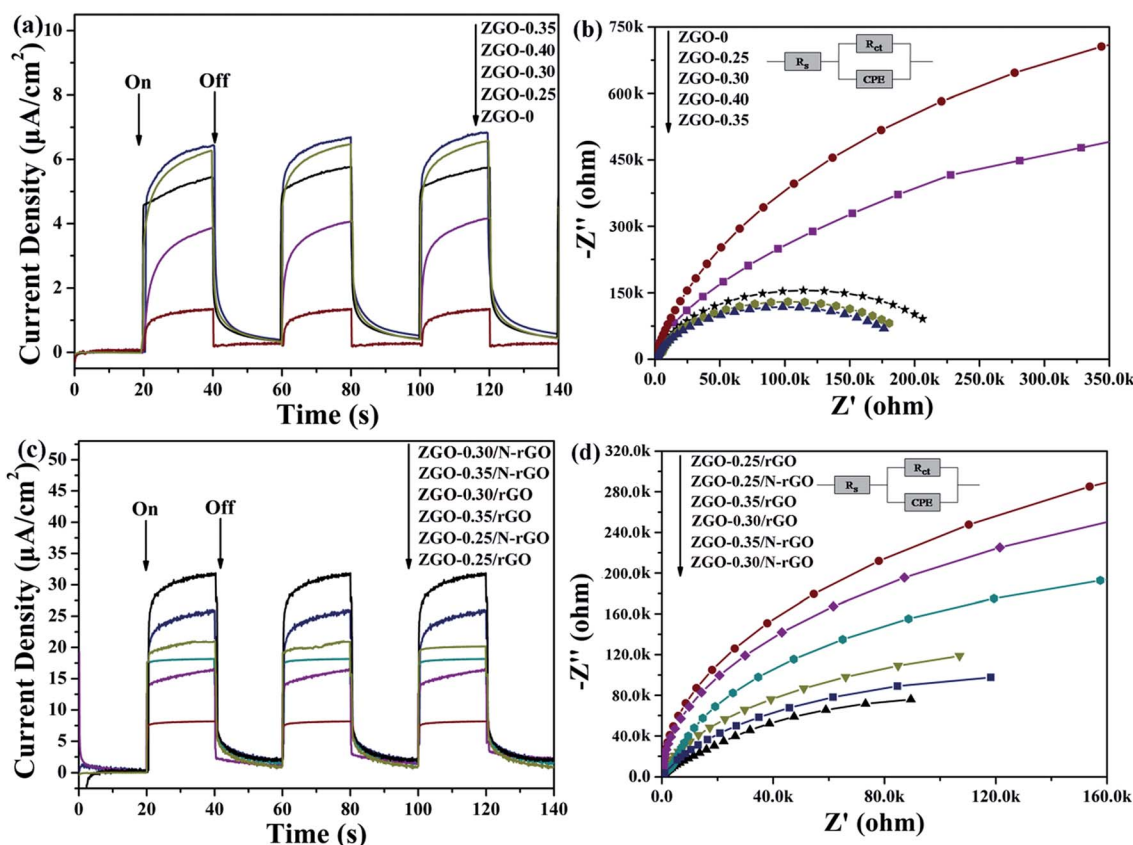 (a)
Current Density (µA/cm²)
10
8
6
4
2
0
On
Off
ZGO-0.35
ZGO-0.40
ZGO-0.30
ZGO-0.25
ZGO-0
0 20 40 60 80 100 120 140
Time (s)
(b)
-Z'' (ohm)
750k
600k
450k
300k
150k
0
ZGO-0
ZGO-0.25
ZGO-0.30
ZGO-0.40
ZGO-0.35
Rs
Rct
CPE
0.0 50.0k 100.0k 150.0k 200.0k 250.0k 300.0k 350.0k
Z' (ohm)
(c)
Current Density (µA/cm²)
50
45
40
35
30
25
20
15
10
5
0
On
Off
ZGO-0.30/N-rGO
ZGO-0.35/N-rGO
ZGO-0.30/rGO
ZGO-0.35/rGO
ZGO-0.25/N-rGO
ZGO-0.25/rGO
0 20 40 60 80 100 120 140
Time (s)
(d)
-Z'' (ohm)
320.0k
280.0k
240.0k
200.0k
160.0k
120.0k
80.0k
40.0k
0.0
ZGO-0.25/rGO
ZGO-0.25/N-rGO
ZGO-0.35/rGO
ZGO-0.30/rGO
ZGO-0.35/N-rGO
ZGO-0.30/N-rGO
Rs
Rct
CPE
0.0 40.0k 80.0k 120.0k 160.0k
Z' (ohm)